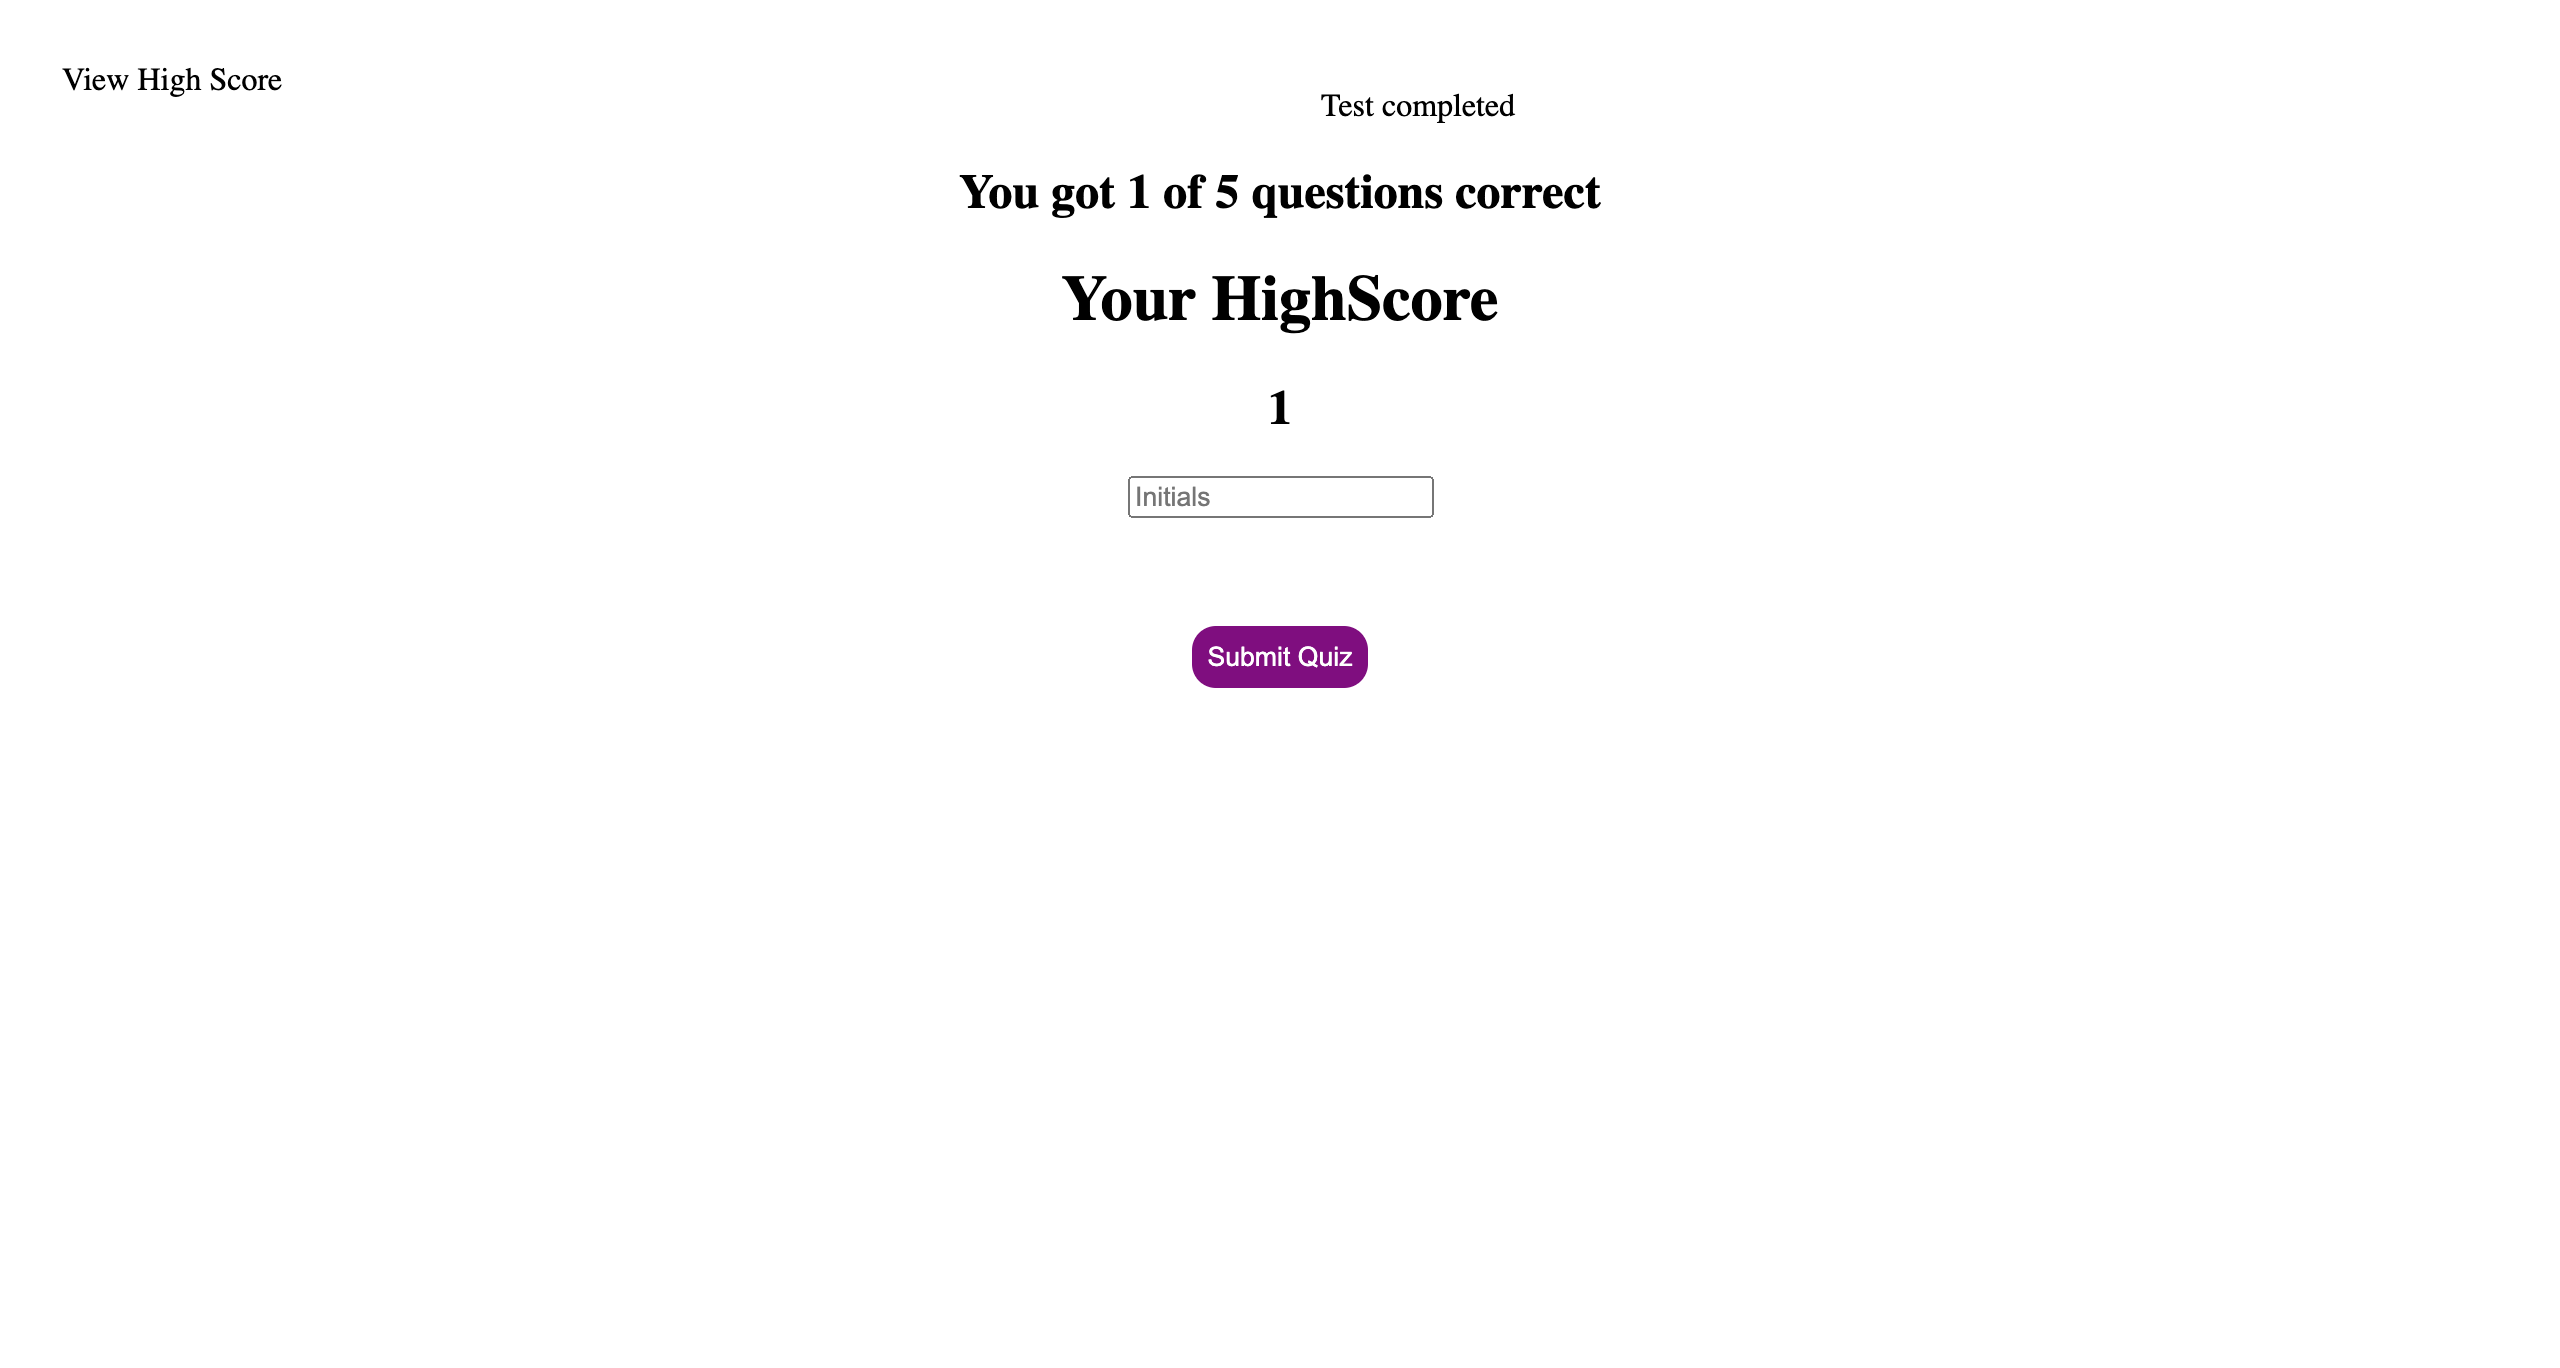 View High Score
Test completed
You got 1 of 5 questions correct
Your HighScore
1
Initials
Submit Quiz